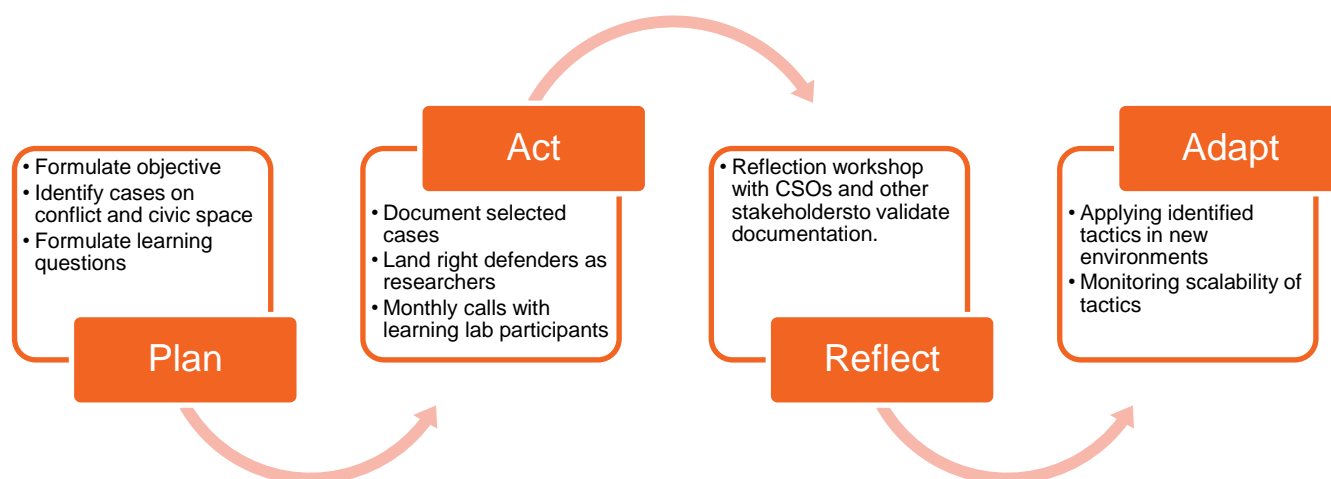 • Formulate objective
• Identify cases on
conflict and civic space
• Formulate learning
questions
Plan
Act
• Document selected
cases
• Land right defenders as
researchers
• Monthly calls with
learning lab participants
• Reflection workshop
with CSOs and other
stakeholdersto validate
documentation.
Reflect
Adapt
• Applying identified
tactics in new
environments
• Monitoring scalability of
tactics